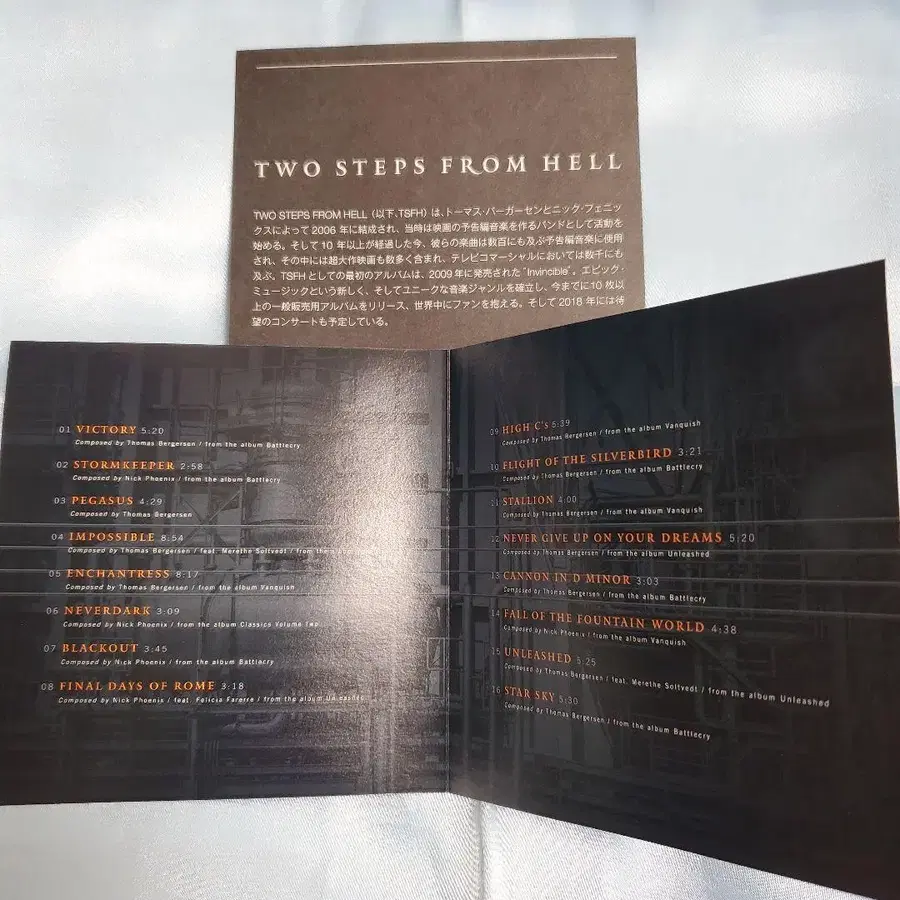 TWO STEPS FROM HELL
TWO STEPS FROM HELL（以下、TSFH）は、トーマス・バーガーセンとニック・フェニッ
クスによって 2006 年に結成され、当時は映画の予告編音楽を作るバンドとして活動を
始める。そして 10 年以上が経過した今、彼らの楽曲は数百にも及ぶ予告編音楽に使用
され、その中には超大作映画も数多く含まれ、テレビコマーシャルにおいては数千にも
及ぶ。TSFH としての最初のアルバムは、2009 年に発売された "Invincible"。エピック・
ミュージックという新しく、そしてユニークな音楽ジャンルを確立し、今までに10 枚以
上の一般販売用アルバムをリリース、世界中にファンを抱える。そして 2018 年には待
望のコンサートも予定している。
01 VICTORY 5:20
Composed by Thomas Bergersen / from the album Battlecry
02 STORMKEEPER 2:58
Composed by Nick Phoenix / from the album Battlecry
03 PEGASUS 4:29
Composed by Thomas Bergersen
04 IMPOSSIBLE 8:54
Composed by Thomas Bergersen / feat. Merethe Soltvedt / from the
05 ENCHANTRESS 8:17
Composed by Thomas Bergersen / from the album Vanquish
06 NEVERDARK 3:09
Composed by Nick Phoenix / from the album Classics Volume Two
07 BLACKOUT 3:45
Composed by Nick Phoenix / from the album Battlecry
08 FINAL DAYS OF ROME 3:18
Composed by Nick Phoenix / feat. Felicia Farerre / from the album Unleashed
09 HIGH C's 5:39
Composed by Thomas Bergersen / from the album Vanquish
10 FLIGHT OF THE SILVERBIRD 3:21
Composed by Thomas Bergersen / from the album Battlecry
11 STALLION 4:00
Composed by Thomas Bergersen / from the album Vanquish
12 NEVER GIVE UP ON YOUR DREAMS 5:20
Composed by Thomas Bergersen / from the album Unleashed
13 CANNON IN D MINOR 3:03
Composed by Thomas Bergersen / from the album Battlecry
14 FALL OF THE FOUNTAIN WORLD 4:38
Composed by Nick Phoenix / from the album Vanquish
15 UNLEASHED 5:25
Composed by Thomas Bergersen / feat. Merethe Soltvedt / from the album Unleashed
16 STAR SKY 5:30
Composed by Thomas Bergersen / from the album Battlecry